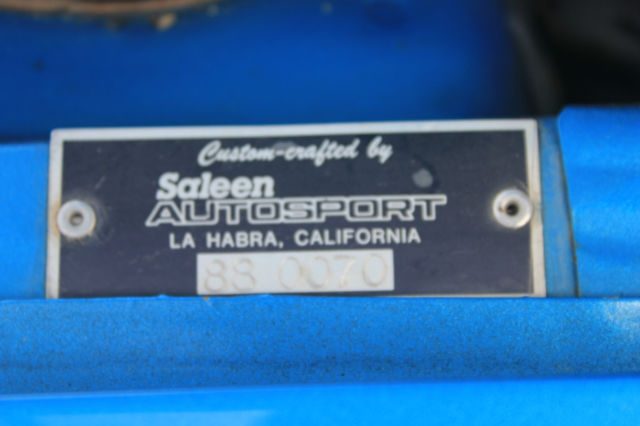 Custom-crafted by
Saleen
AUTOSPORT
LA HABRA, CALIFORNIA
88 0070